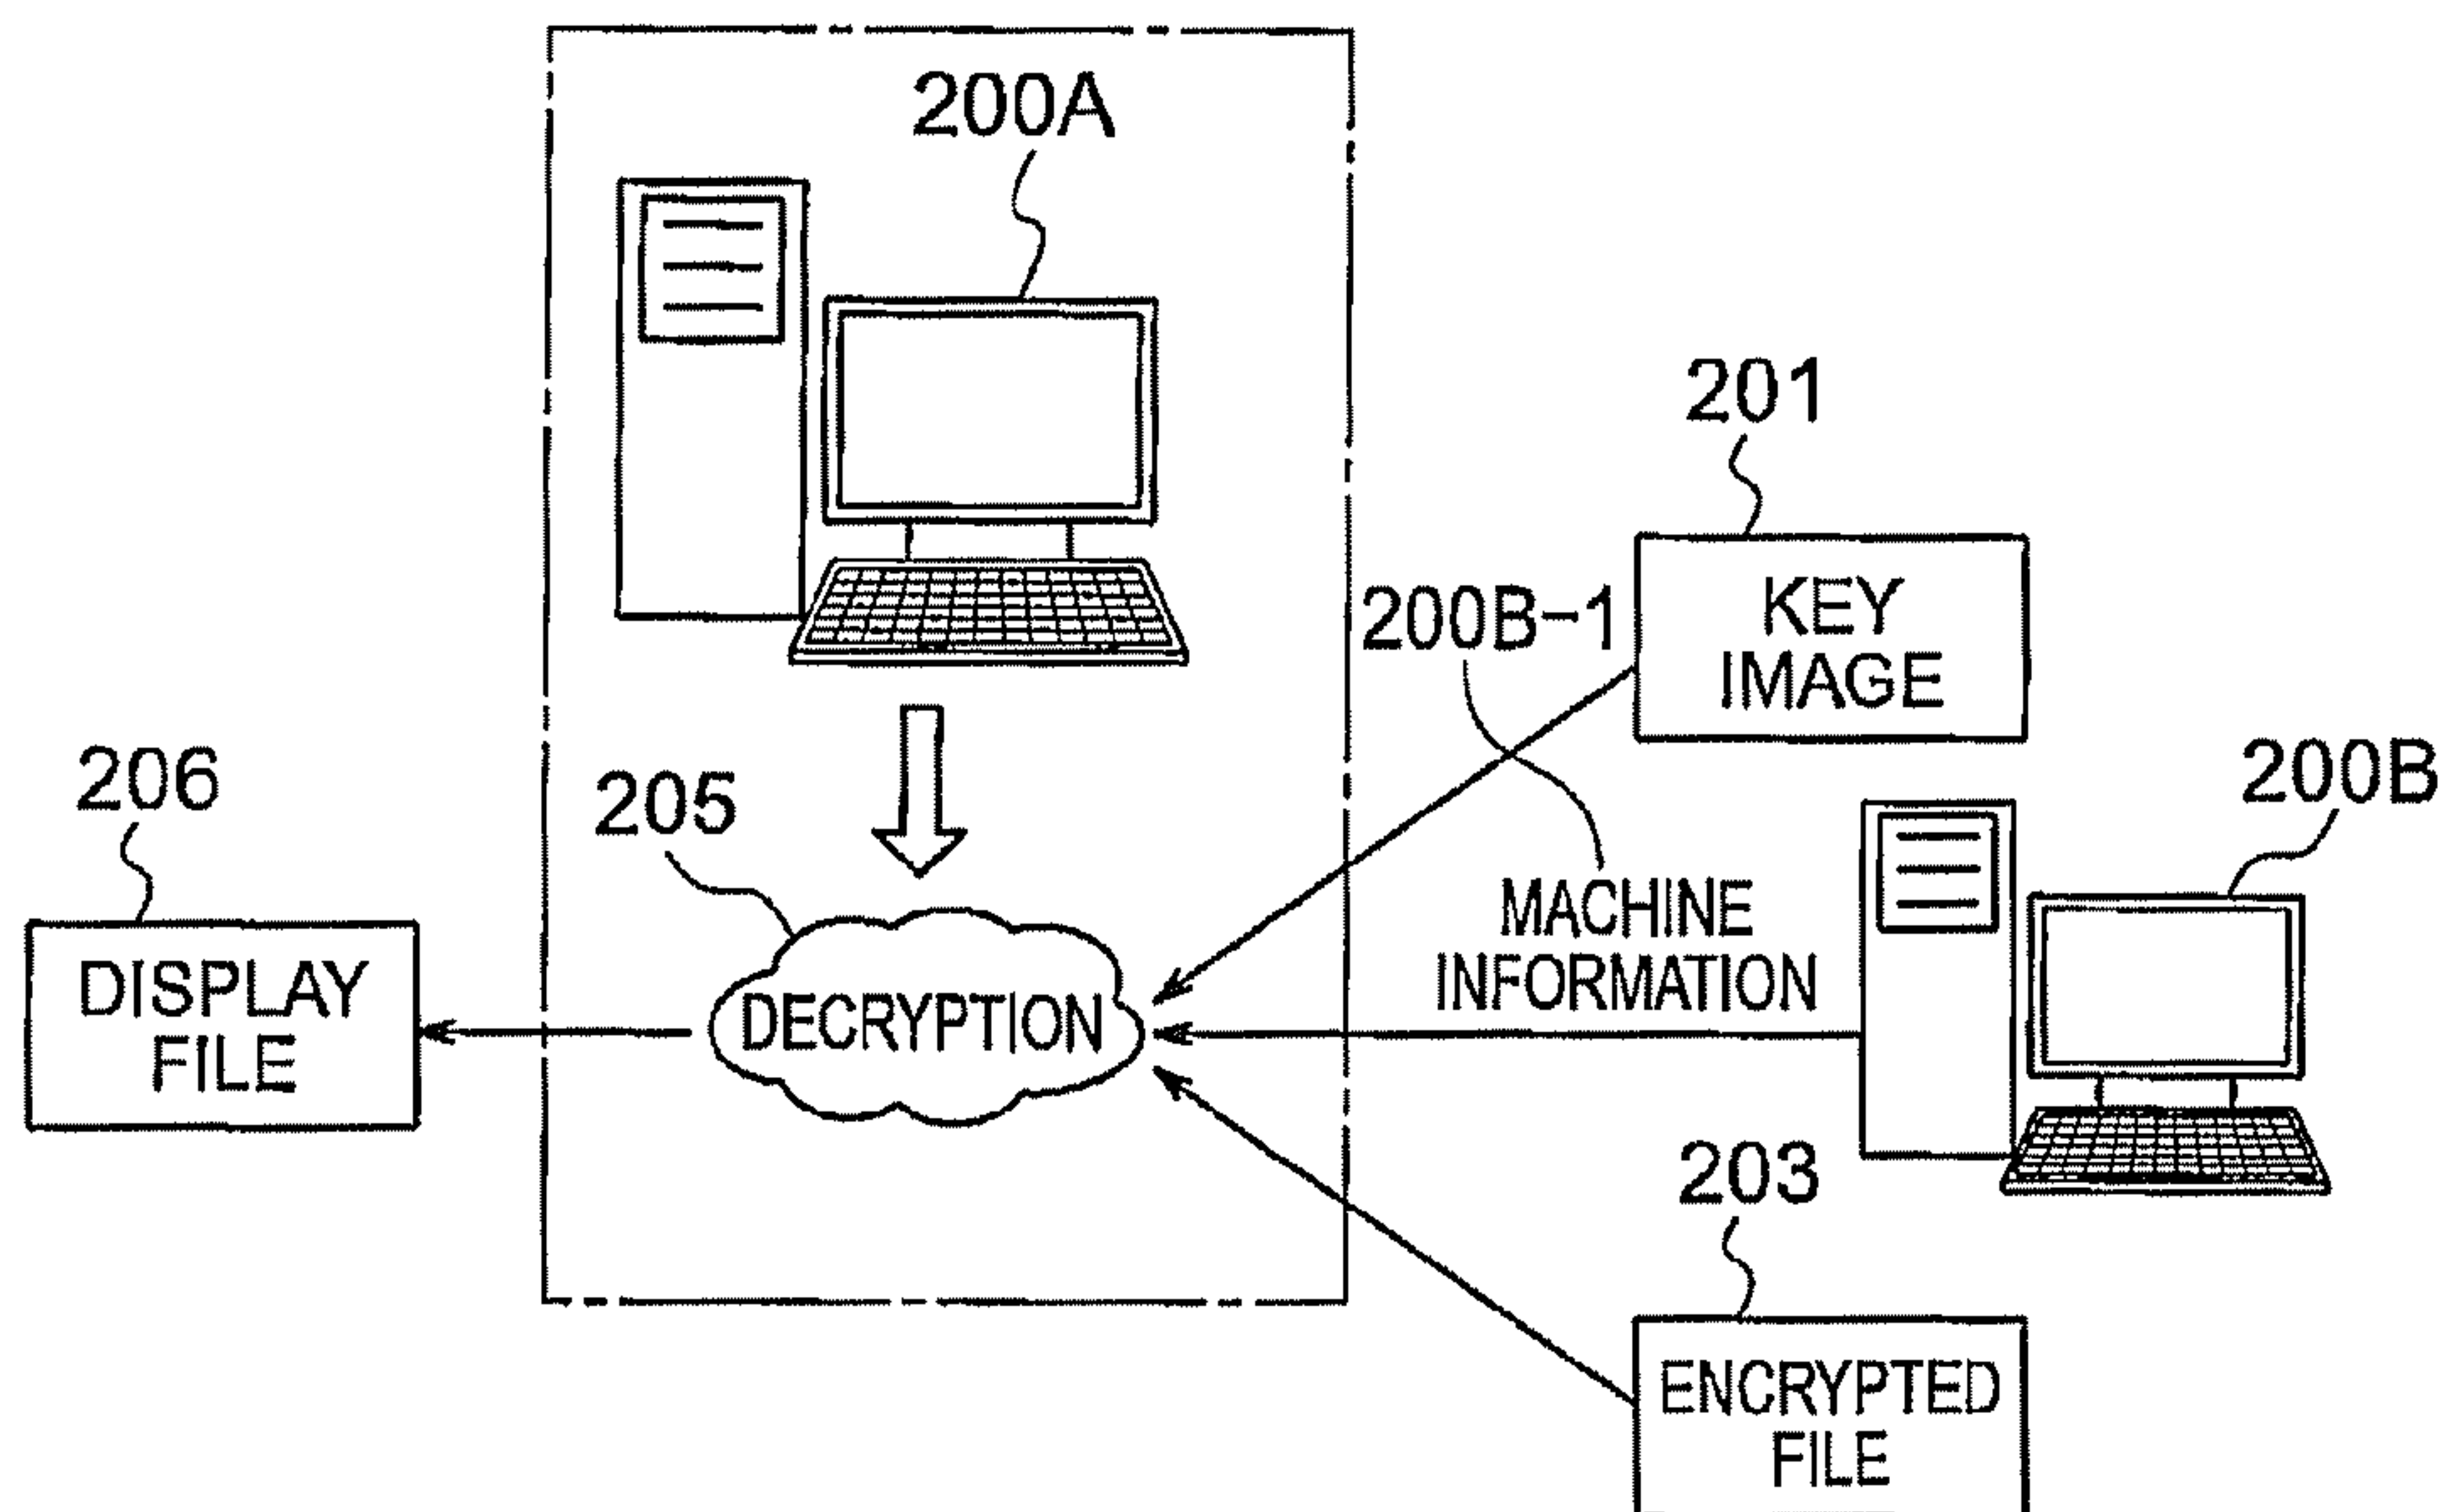 200A
201
KEY
IMAGE
200B-1
200B
206
205
MACHINE
INFORMATION
DISPLAY
FILE
DECRYPTION
203
ENCRYPTED
FILE